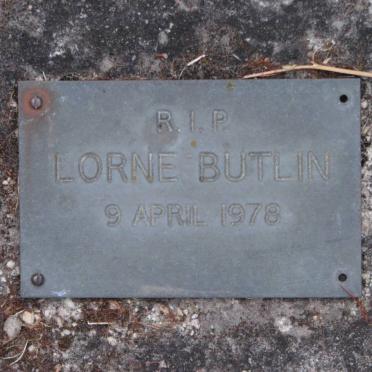 R.I.P.
LORNE BUTLIN
9 APRIL 1978